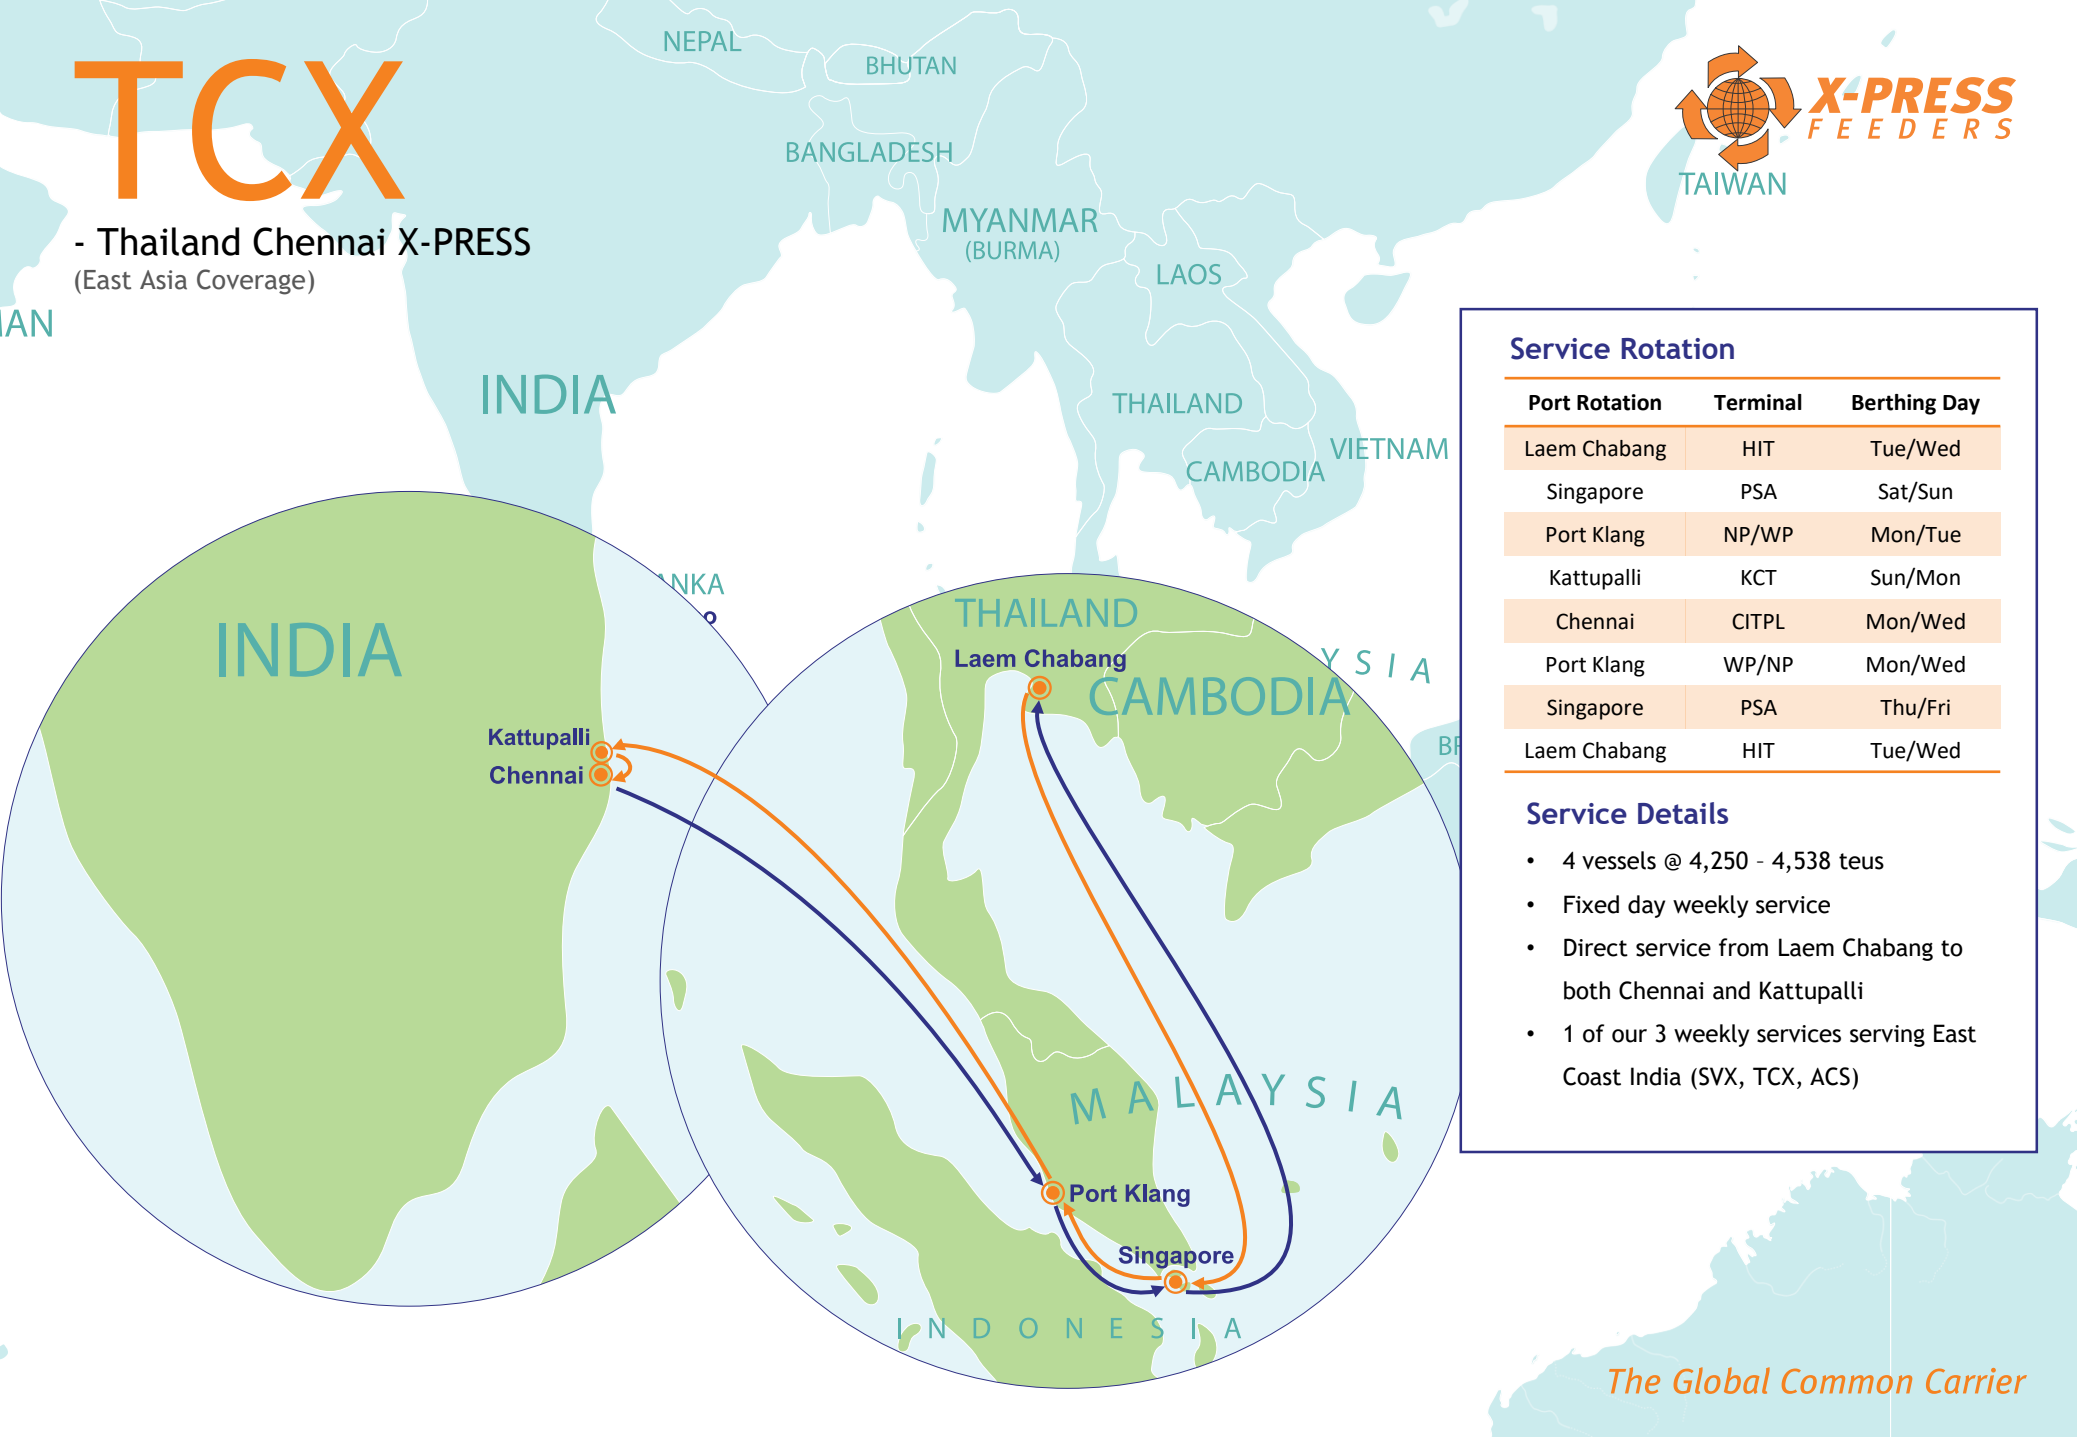 TCX
- Thailand Chennai X-PRESS
(East Asia Coverage)
X-PRESS
FEEDERS
NEPAL
BHUTAN
BANGLADESH
MYANMAR
(BURMA)
LAOS
TAIWAN
IAN
INDIA
THAILAND
VIETNAM
CAMBODIA
ANKA
YSIA
BR
INDIA
Kattupalli
Chennai
THAILAND
Laem Chabang
CAMBODIA
MALAYSIA
Port Klang
Singapore
INDONESIA
Service Rotation
Port Rotation Terminal Berthing Day
Laem Chabang HIT Tue/Wed
Singapore PSA Sat/Sun
Port Klang NP/WP Mon/Tue
Kattupalli KCT Sun/Mon
Chennai CITPL Mon/Wed
Port Klang WP/NP Mon/Wed
Singapore PSA Thu/Fri
Laem Chabang HIT Tue/Wed
Service Details
• 4 vessels @ 4,250 – 4,538 teus
• Fixed day weekly service
• Direct service from Laem Chabang to
both Chennai and Kattupalli
• 1 of our 3 weekly services serving East
Coast India (SVX, TCX, ACS)
The Global Common Carrier